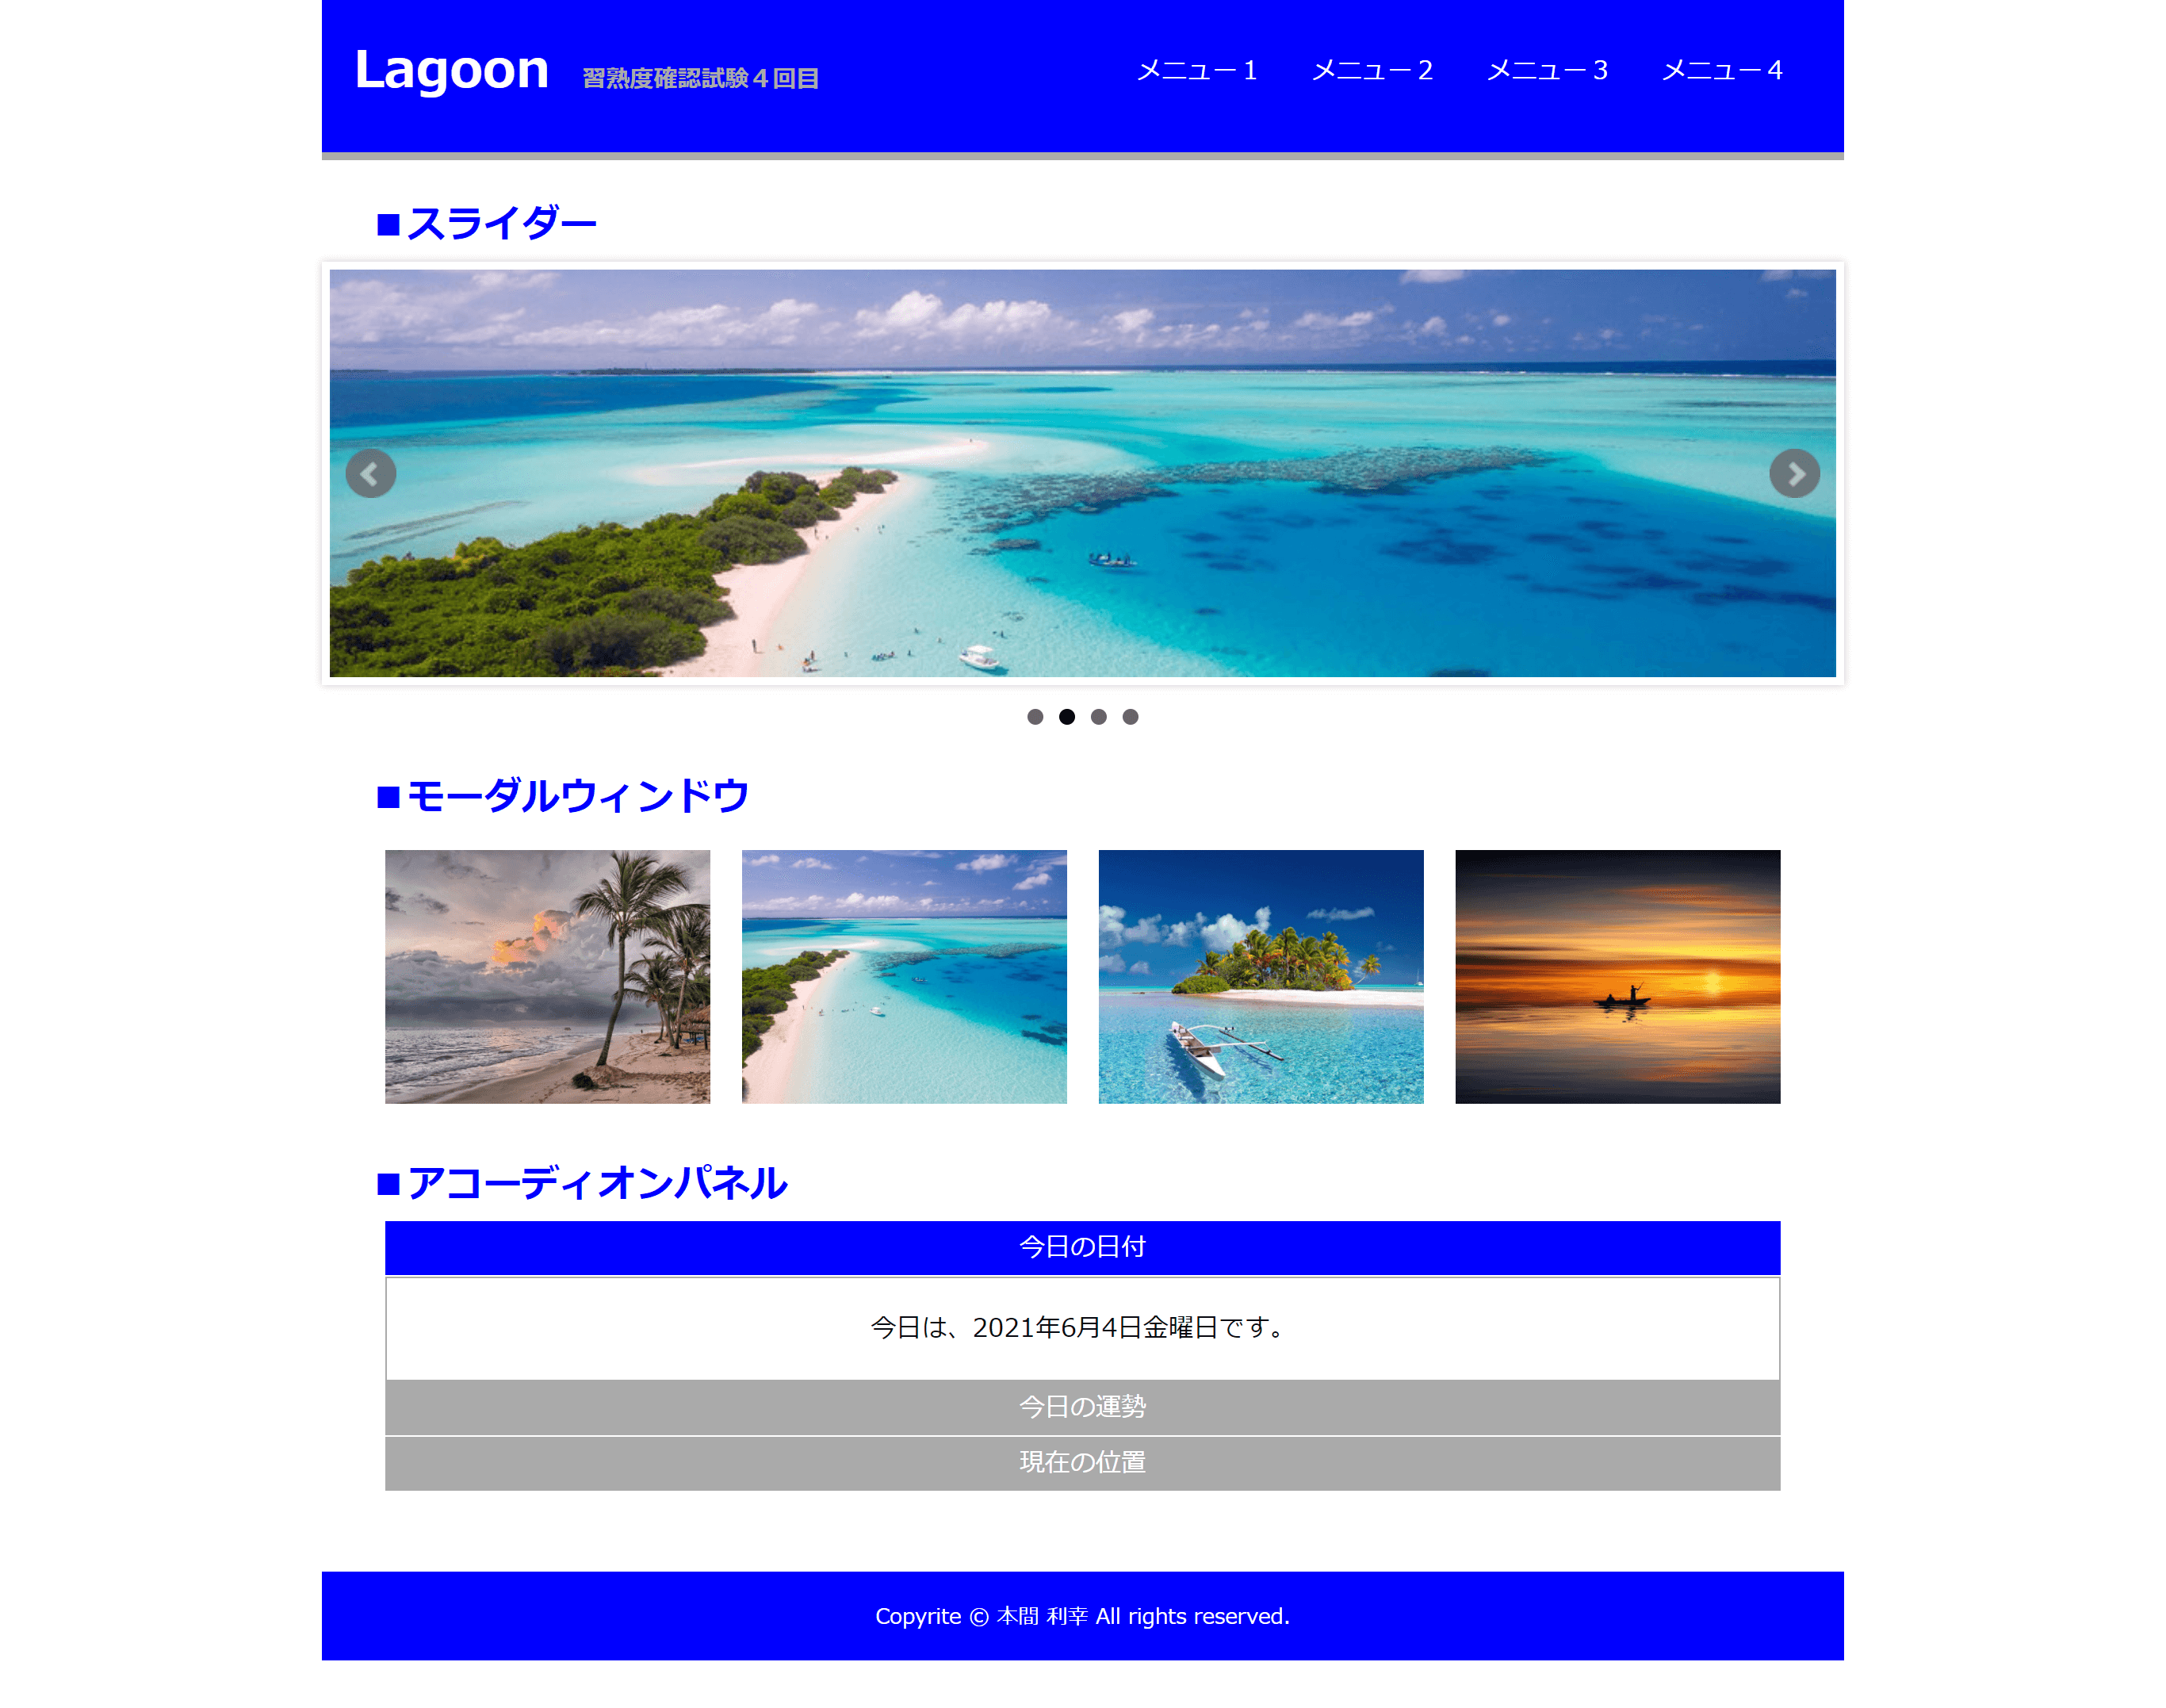 Lagoon 習熟度確認試験４回目
メニュー１ メニュー２ メニュー３ メニュー４
■スライダー
■モーダルウィンドウ
■アコーディオンパネル
今日の日付
今日は、2021年6月4日金曜日です。
今日の運勢
現在の位置
Copyrite © 本間 利幸 All rights reserved.